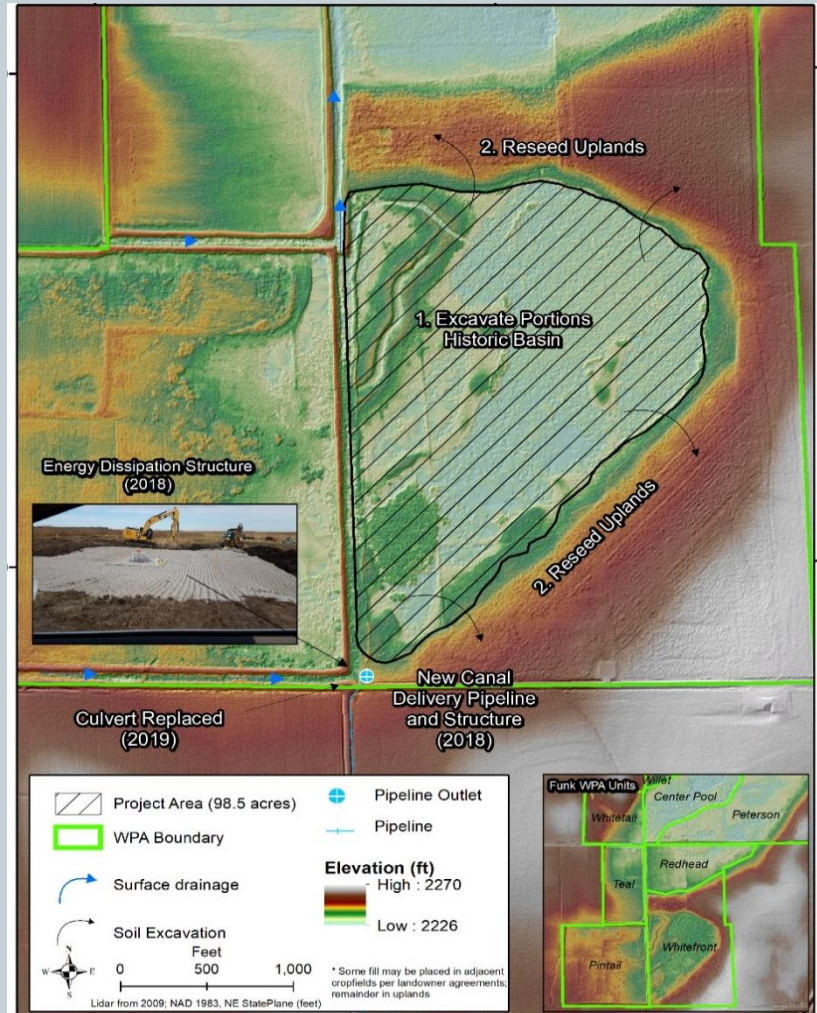 2. Reseed Uplands
1. Excavate Portions
Historic Basin
Energy Dissipation Structure
(2018)
2. Reseed Uplands
Culvert Replaced
(2019)
New Canal
Delivery Pipeline
and Structure
(2018)
Project Area (98.5 acres)
WPA Boundary
Surface drainage
Soil Excavation
Pipeline Outlet
Pipeline
Elevation (ft)
High : 2270
Low : 2226
N
W
E
S
Feet
0 500 1,000
* Some fill may be placed in adjacent
cropfields per landowner agreements;
remainder in uplands
Lidar from 2009; NAD 1983, NE StatePlane (feet)
Funk WPA Units
Willet
Center Pool
Whitetail
Peterson
Redhead
Teal
Whitefront
Pintail